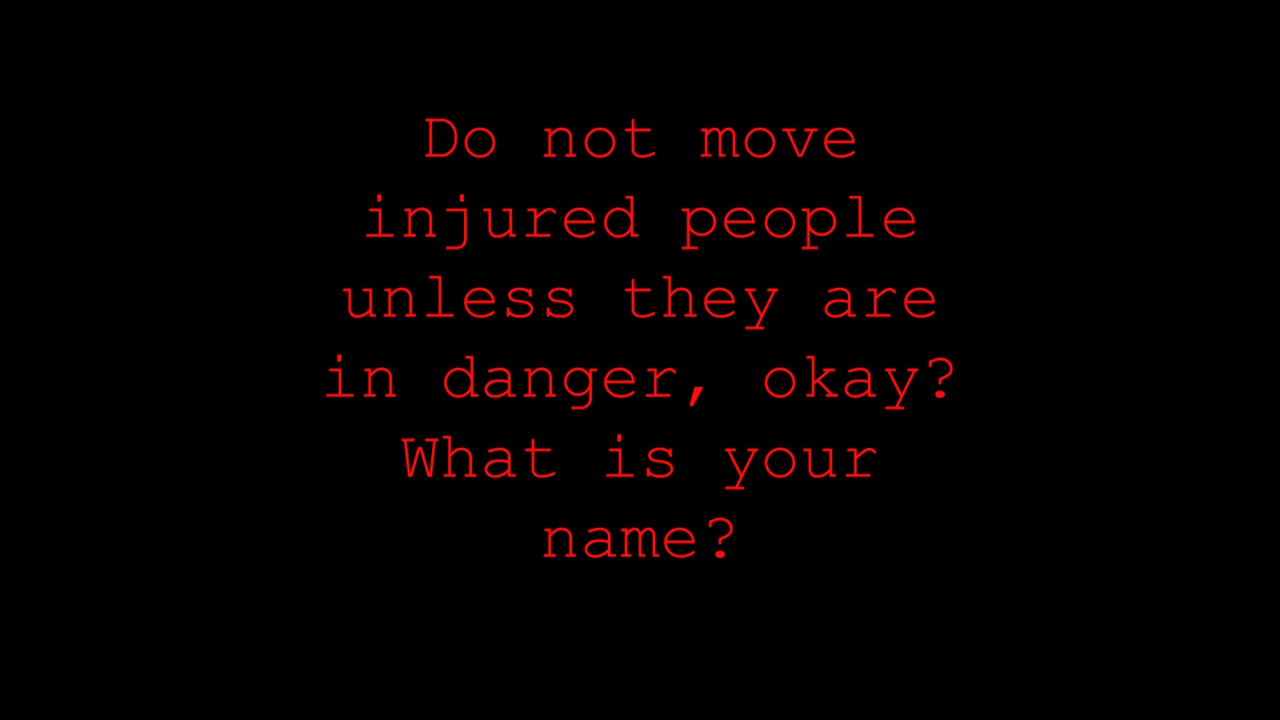 Do not move
injured people
unless they are
in danger, okay?
What is your
name?